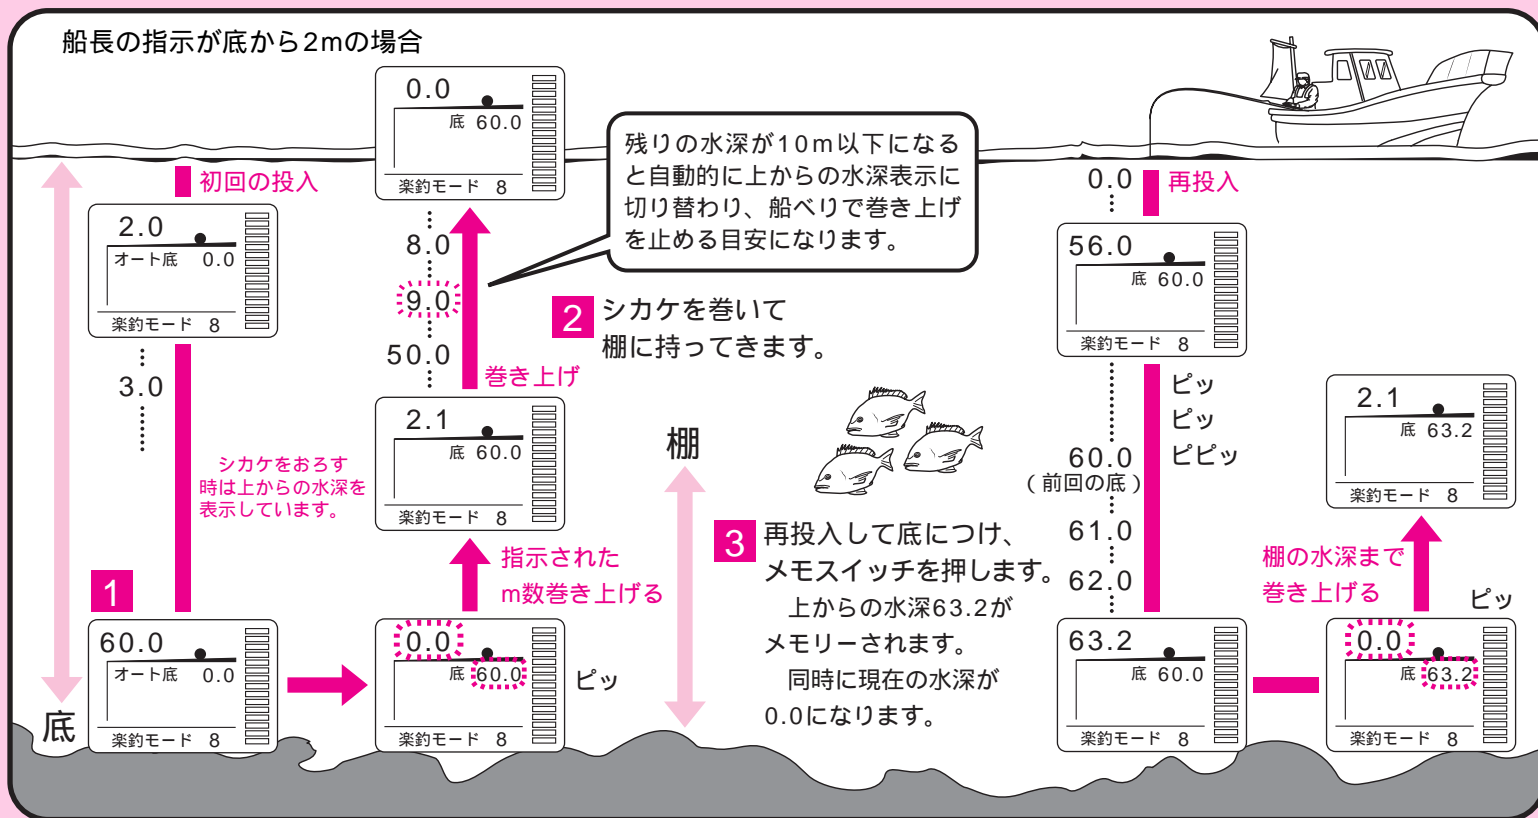 船長の指示が底から2mの場合
初回の投入
2.0
オート底 0.0
楽釣モード 8
3.0
シカケをおろす
時は上からの水深を
表示しています。
1
60.0
オート底 0.0
楽釣モード 8
底
0.0
底 60.0
楽釣モード 8
8.0
9.0
50.0
巻き上げ
2.1
底 60.0
楽釣モード 8
指示された
m数巻き上げる
0.0
底 60.0
楽釣モード 8
ピッ
残りの水深が10m以下になる
と自動的に上からの水深表示に
切り替わり、船べりで巻き上げ
を止める目安になります。
2 シカケを巻いて
棚に持ってきます。
棚
3 再投入して底につけ、
メモスイッチを押します。
上からの水深63.2が
メモリーされます。
同時に現在の水深が
0.0になります。
0.0
再投入
56.0
底 60.0
楽釣モード 8
ピッ
ピッ
ピピッ
60.0
(前回の底)
61.0
62.0
63.2
底 60.0
楽釣モード 8
2.1
底 63.2
楽釣モード 8
棚の水深まで
巻き上げる
ピッ
0.0
底 63.2
楽釣モード 8